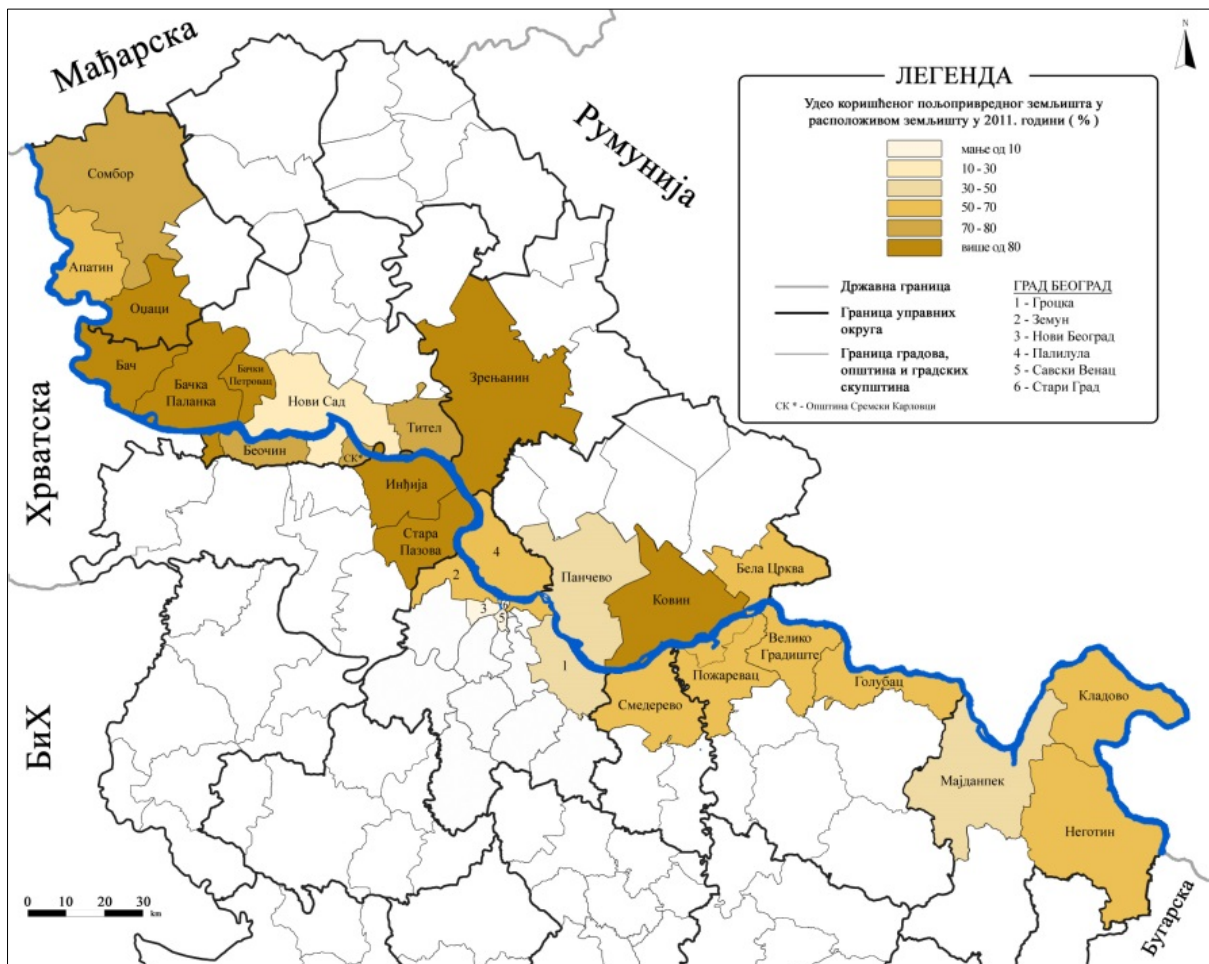 Мађарска
Румунија
Хрватска
БиХ
Бугарска
N
ЛЕГЕНДА
Удео коришћеног пољопривредног земљишта у
расположивом земљишту у 2011. години ( % )
мање од 10
10 - 30
30 - 50
50 - 70
70 - 80
више од 80
Државна граница
Граница управних
округа
Граница градова,
општина и градских
скупштина
СК * - Општина Сремски Карловци
ГРАД БЕОГРАД
1 - Гроцка
2 - Земун
3 - Нови Београд
4 - Палилула
5 - Савски Венац
6 - Стари Град
Сомбор
Апатин
Оџаци
Бач
Бачка
Паланка
Бачки
Петровац
Нови Сад
Зрењанин
Тител
Беочин
СК*
Инђија
Стара
Пазова
4
2
3
6
5
1
Панчево
Ковин
Бела Црква
Смедерево
Пожаревац
Велико
Градиште
Голубац
Мајданпек
Кладово
Неготин
0 10 20 30
km